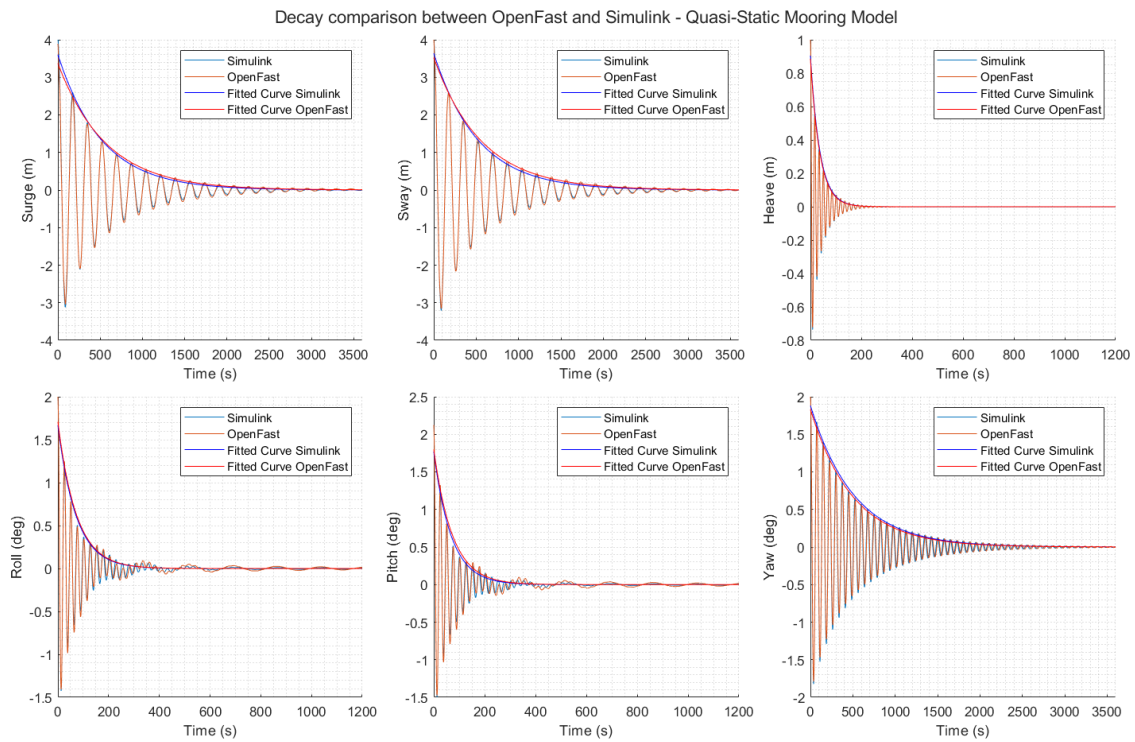 Decay comparison between OpenFast and Simulink - Quasi-Static Mooring Model
4
3
2
1
0
-1
-2
-3
-4
Surge (m)
0 500 1000 1500 2000 2500 3000 3500
Time (s)
Simulink
OpenFast
Fitted Curve Simulink
Fitted Curve OpenFast
4
3
2
1
0
-1
-2
-3
-4
Sway (m)
0 500 1000 1500 2000 2500 3000 3500
Time (s)
Simulink
OpenFast
Fitted Curve Simulink
Fitted Curve OpenFast
1
0.8
0.6
0.4
0.2
0
-0.2
-0.4
-0.6
-0.8
Heave (m)
0 200 400 600 800 1000 1200
Time (s)
Simulink
OpenFast
Fitted Curve Simulink
Fitted Curve OpenFast
2
1.5
1
0.5
0
-0.5
-1
-1.5
Roll (deg)
0 200 400 600 800 1000 1200
Time (s)
Simulink
OpenFast
Fitted Curve Simulink
Fitted Curve OpenFast
2.5
2
1.5
1
0.5
0
-0.5
-1
-1.5
Pitch (deg)
0 200 400 600 800 1000 1200
Time (s)
Simulink
OpenFast
Fitted Curve Simulink
Fitted Curve OpenFast
2
1.5
1
0.5
0
-0.5
-1
-1.5
-2
Yaw (deg)
0 500 1000 1500 2000 2500 3000 3500
Time (s)
Simulink
OpenFast
Fitted Curve Simulink
Fitted Curve OpenFast